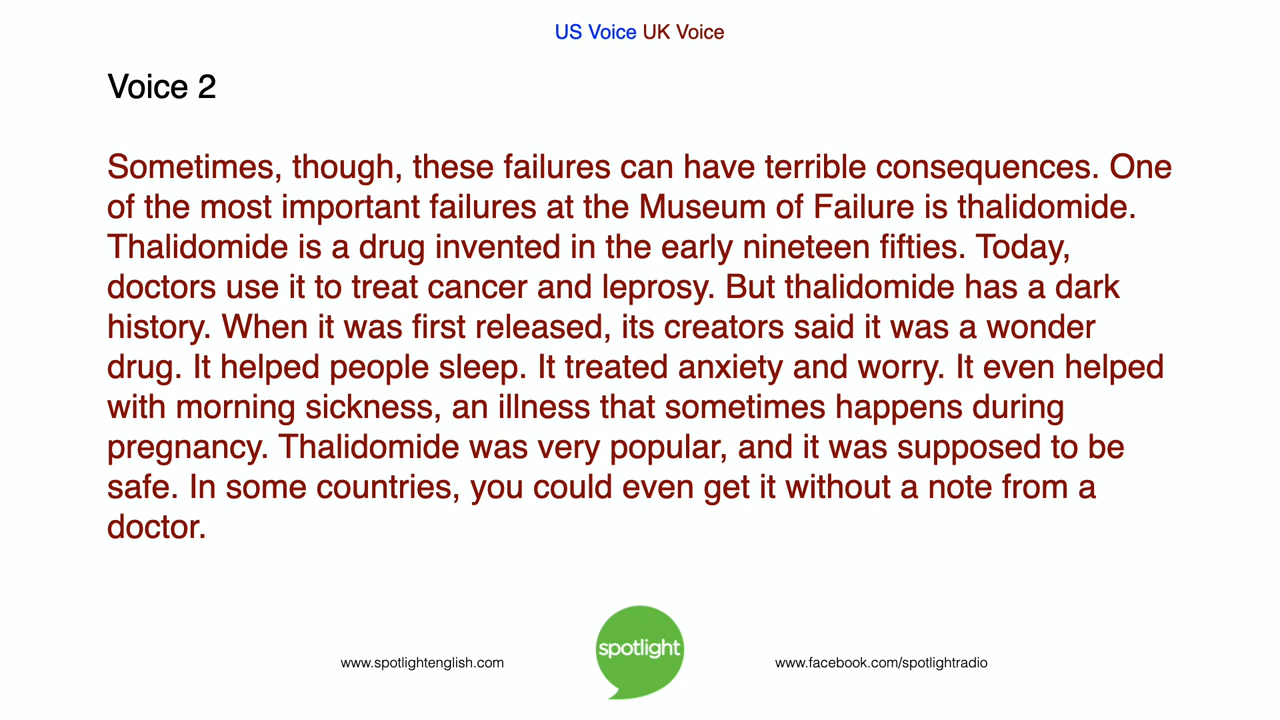 US Voice UK Voice
Voice 2
Sometimes, though, these failures can have terrible consequences. One
of the most important failures at the Museum of Failure is thalidomide.
Thalidomide is a drug invented in the early nineteen fifties. Today,
doctors use it to treat cancer and leprosy. But thalidomide has a dark
history. When it was first released, its creators said it was a wonder
drug. It helped people sleep. It treated anxiety and worry. It even helped
with morning sickness, an illness that sometimes happens during
pregnancy. Thalidomide was very popular, and it was supposed to be
safe. In some countries, you could even get it without a note from a
doctor.
spotlight
www.spotlightenglish.com
www.facebook.com/spotlightradio